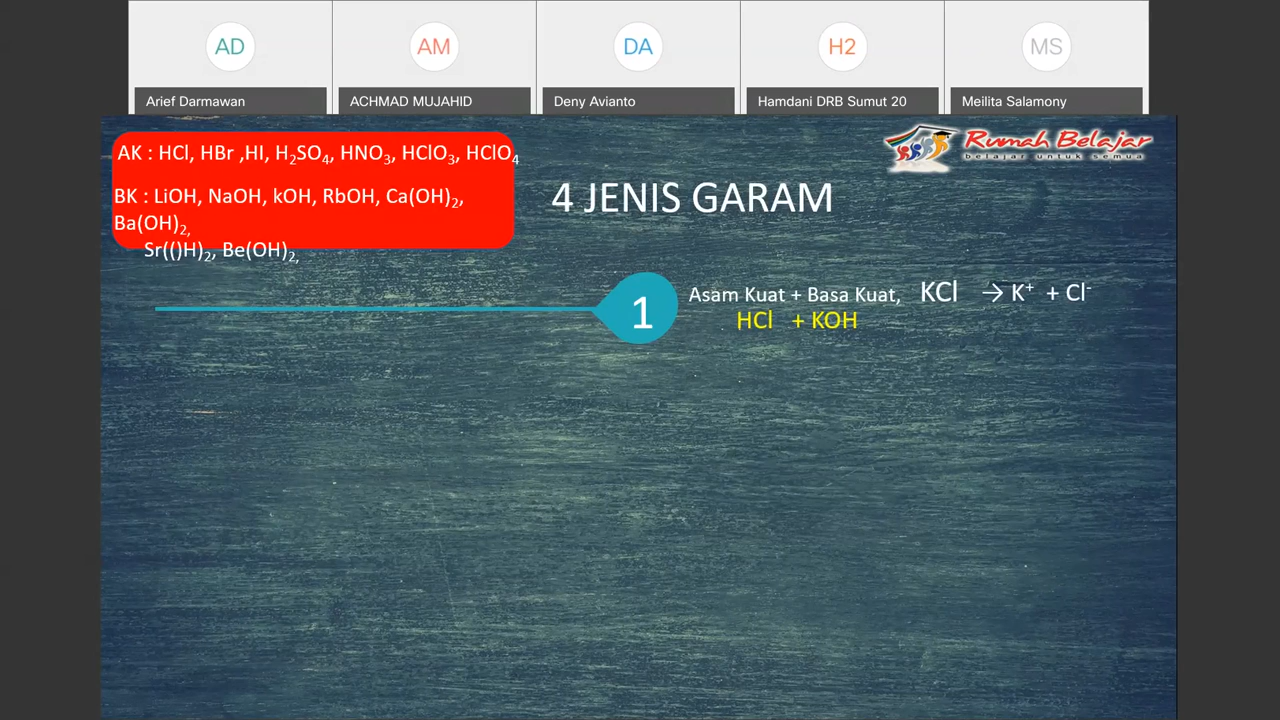 AD
AM
DA
H2
MS
Arief Darmawan
ACHMAD MUJAHID
Deny Avianto
Hamdani DRB Sumut 20
Meilita Salamony
AK : HCl, HBr ,HI, H₂SO₄, HNO₃, HClO₃, HClO₄
BK : LiOH, NaOH, kOH, RbOH, Ca(OH)₂,
Ba(OH)₂,
Sr(()H)₂, Be(OH)₂,
Rumah Belajar
belajar untuk semua
4 JENIS GARAM
1
Asam Kuat + Basa Kuat, KCl → K⁺ + Cl⁻
HCl + KOH